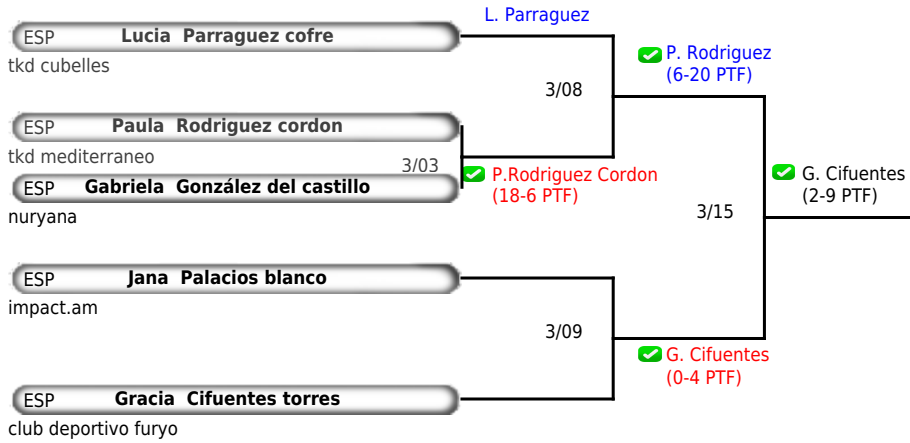 L. Parraguez
ESP Lucia Parraguez cofre
tkd cubelles
P. Rodriguez
(6-20 PTF)
3/08
ESP Paula Rodriguez cordon
tkd mediterraneo
3/03
P.Rodriguez Cordon
(18-6 PTF)
ESP Gabriela González del castillo
nuryana
G. Cifuentes
(2-9 PTF)
3/15
ESP Jana Palacios blanco
impact.am
3/09
G. Cifuentes
(0-4 PTF)
ESP Gracia Cifuentes torres
club deportivo furyo